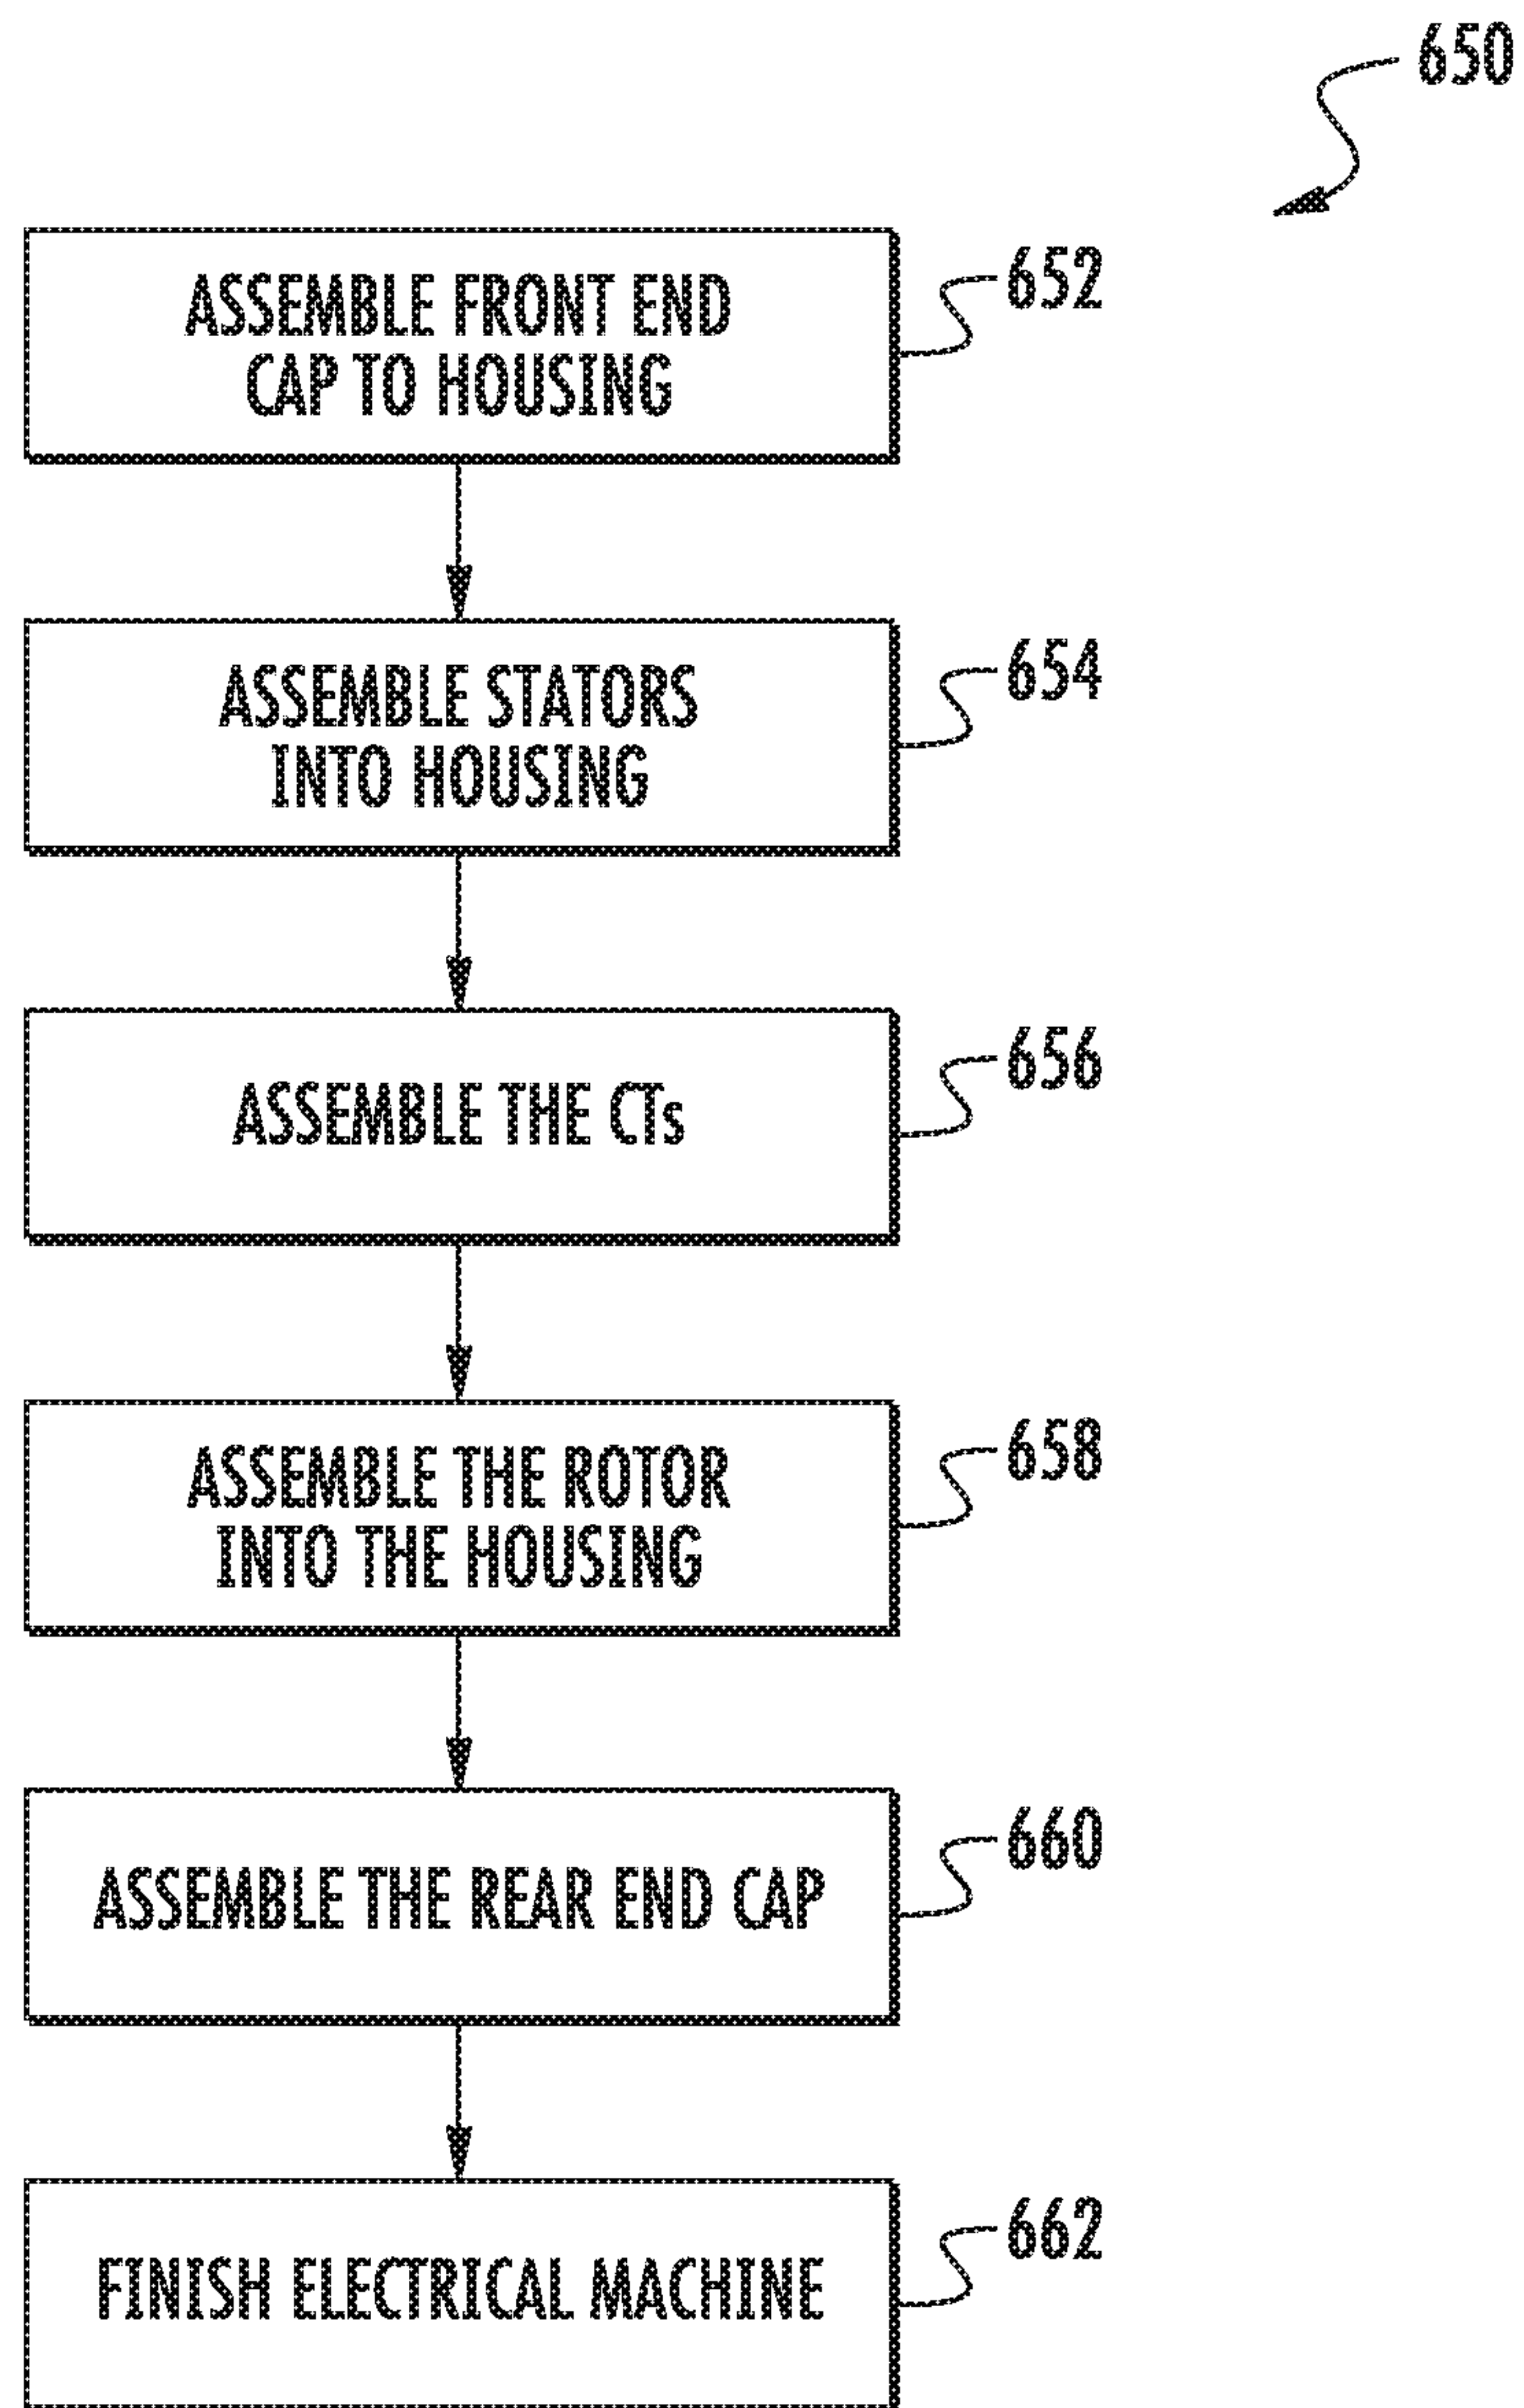 650
ASSEMBLE FRONT END
CAP TO HOUSING
652
ASSEMBLE STATORS
INTO HOUSING
654
ASSEMBLE THE CTs
656
ASSEMBLE THE ROTOR
INTO THE HOUSING
658
ASSEMBLE THE REAR END CAP
660
FINISH ELECTRICAL MACHINE
662